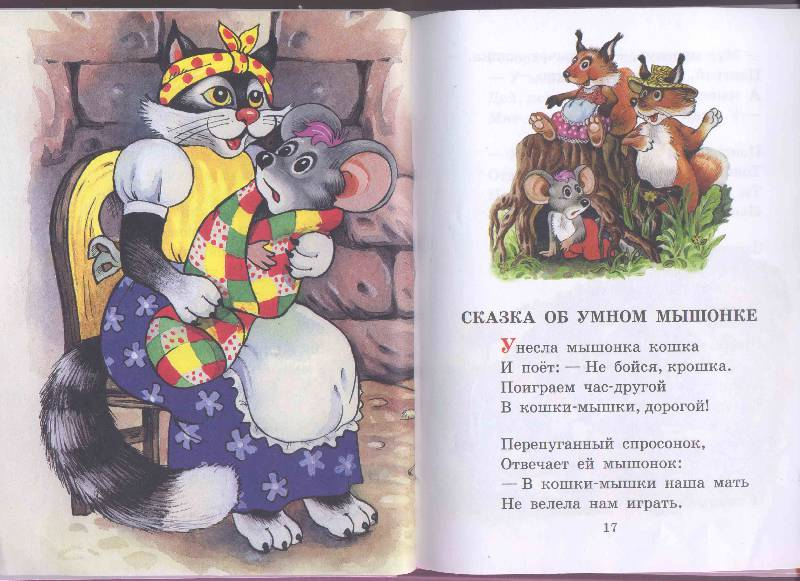 СКАЗКА ОБ УМНОМ МЫШОНКЕ
Унесла мышонка кошка
И поёт: — Не бойся, крошка.
Поиграем час-другой
В кошки-мышки, дорогой!
Перепуганный спросонок,
Отвечает ей мышонок:
— В кошки-мышки наша мать
Не велела нам играть.
17